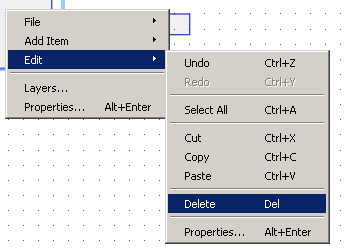 File
Add Item
Edit
Layers...
Properties... Alt+Enter
Undo Ctrl+Z
Redo Ctrl+Y
Select All Ctrl+A
Cut Ctrl+X
Copy Ctrl+C
Paste Ctrl+V
Delete Del
Properties... Alt+Enter